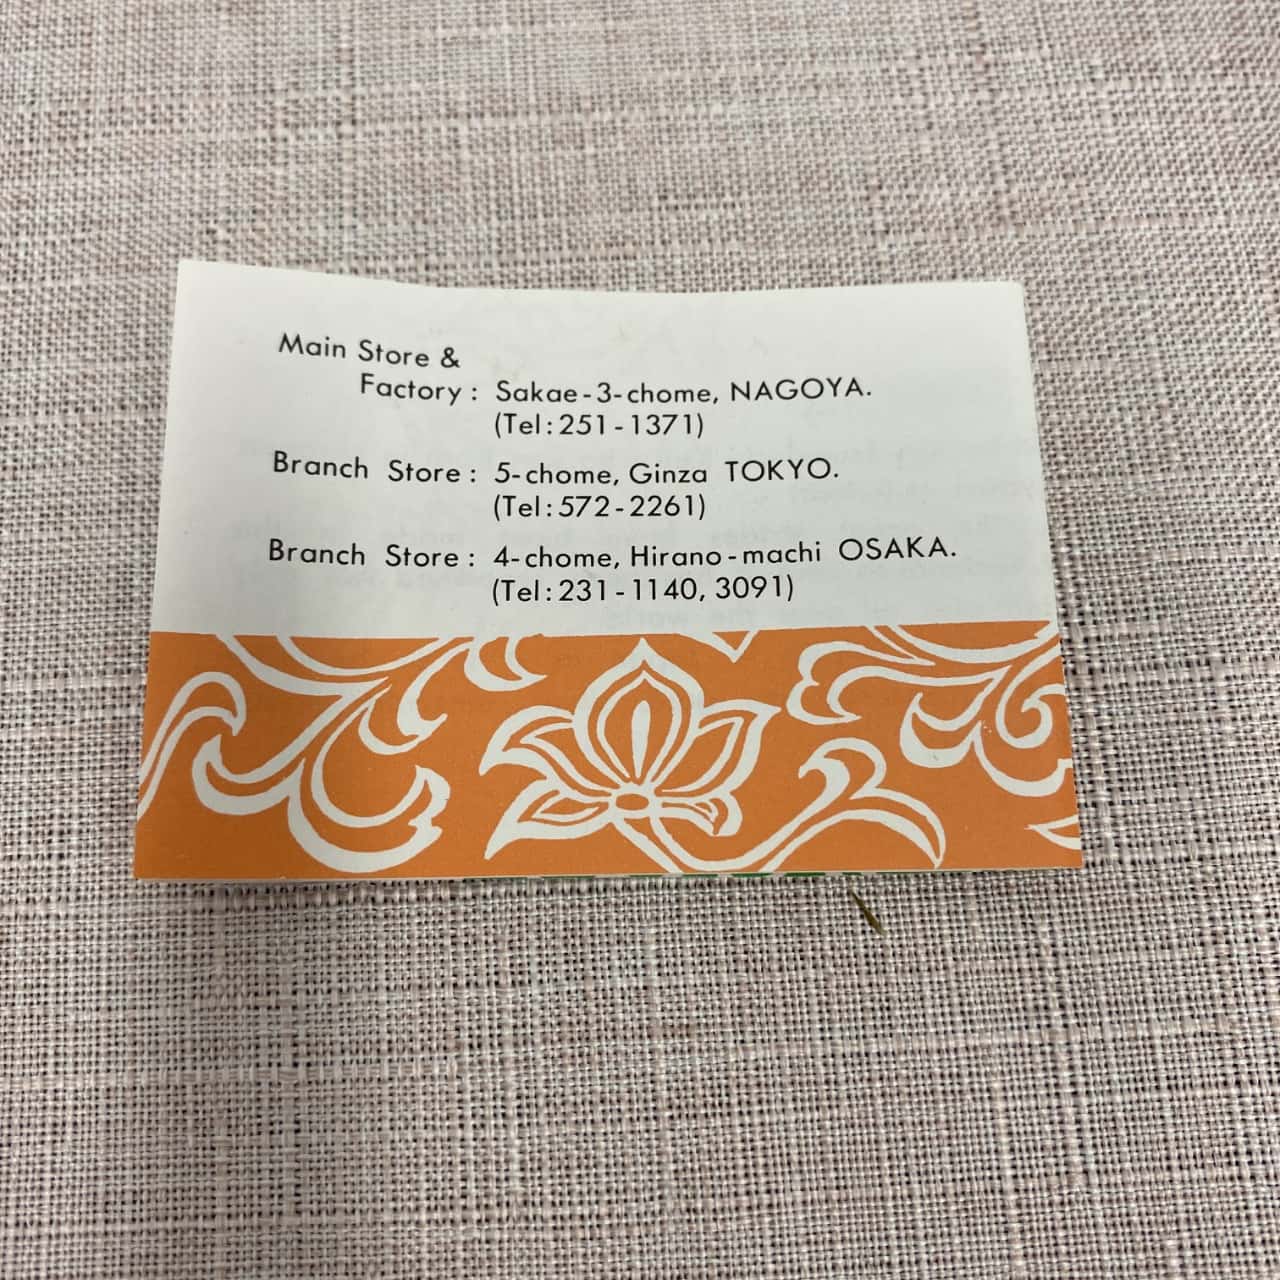 Main Store &
Factory : Sakae-3-chome, NAGOYA.
(Tel:251-1371)
Branch Store : 5-chome, Ginza TOKYO.
(Tel:572-2261)
Branch Store : 4-chome, Hirano-machi OSAKA.
(Tel:231-1140, 3091)